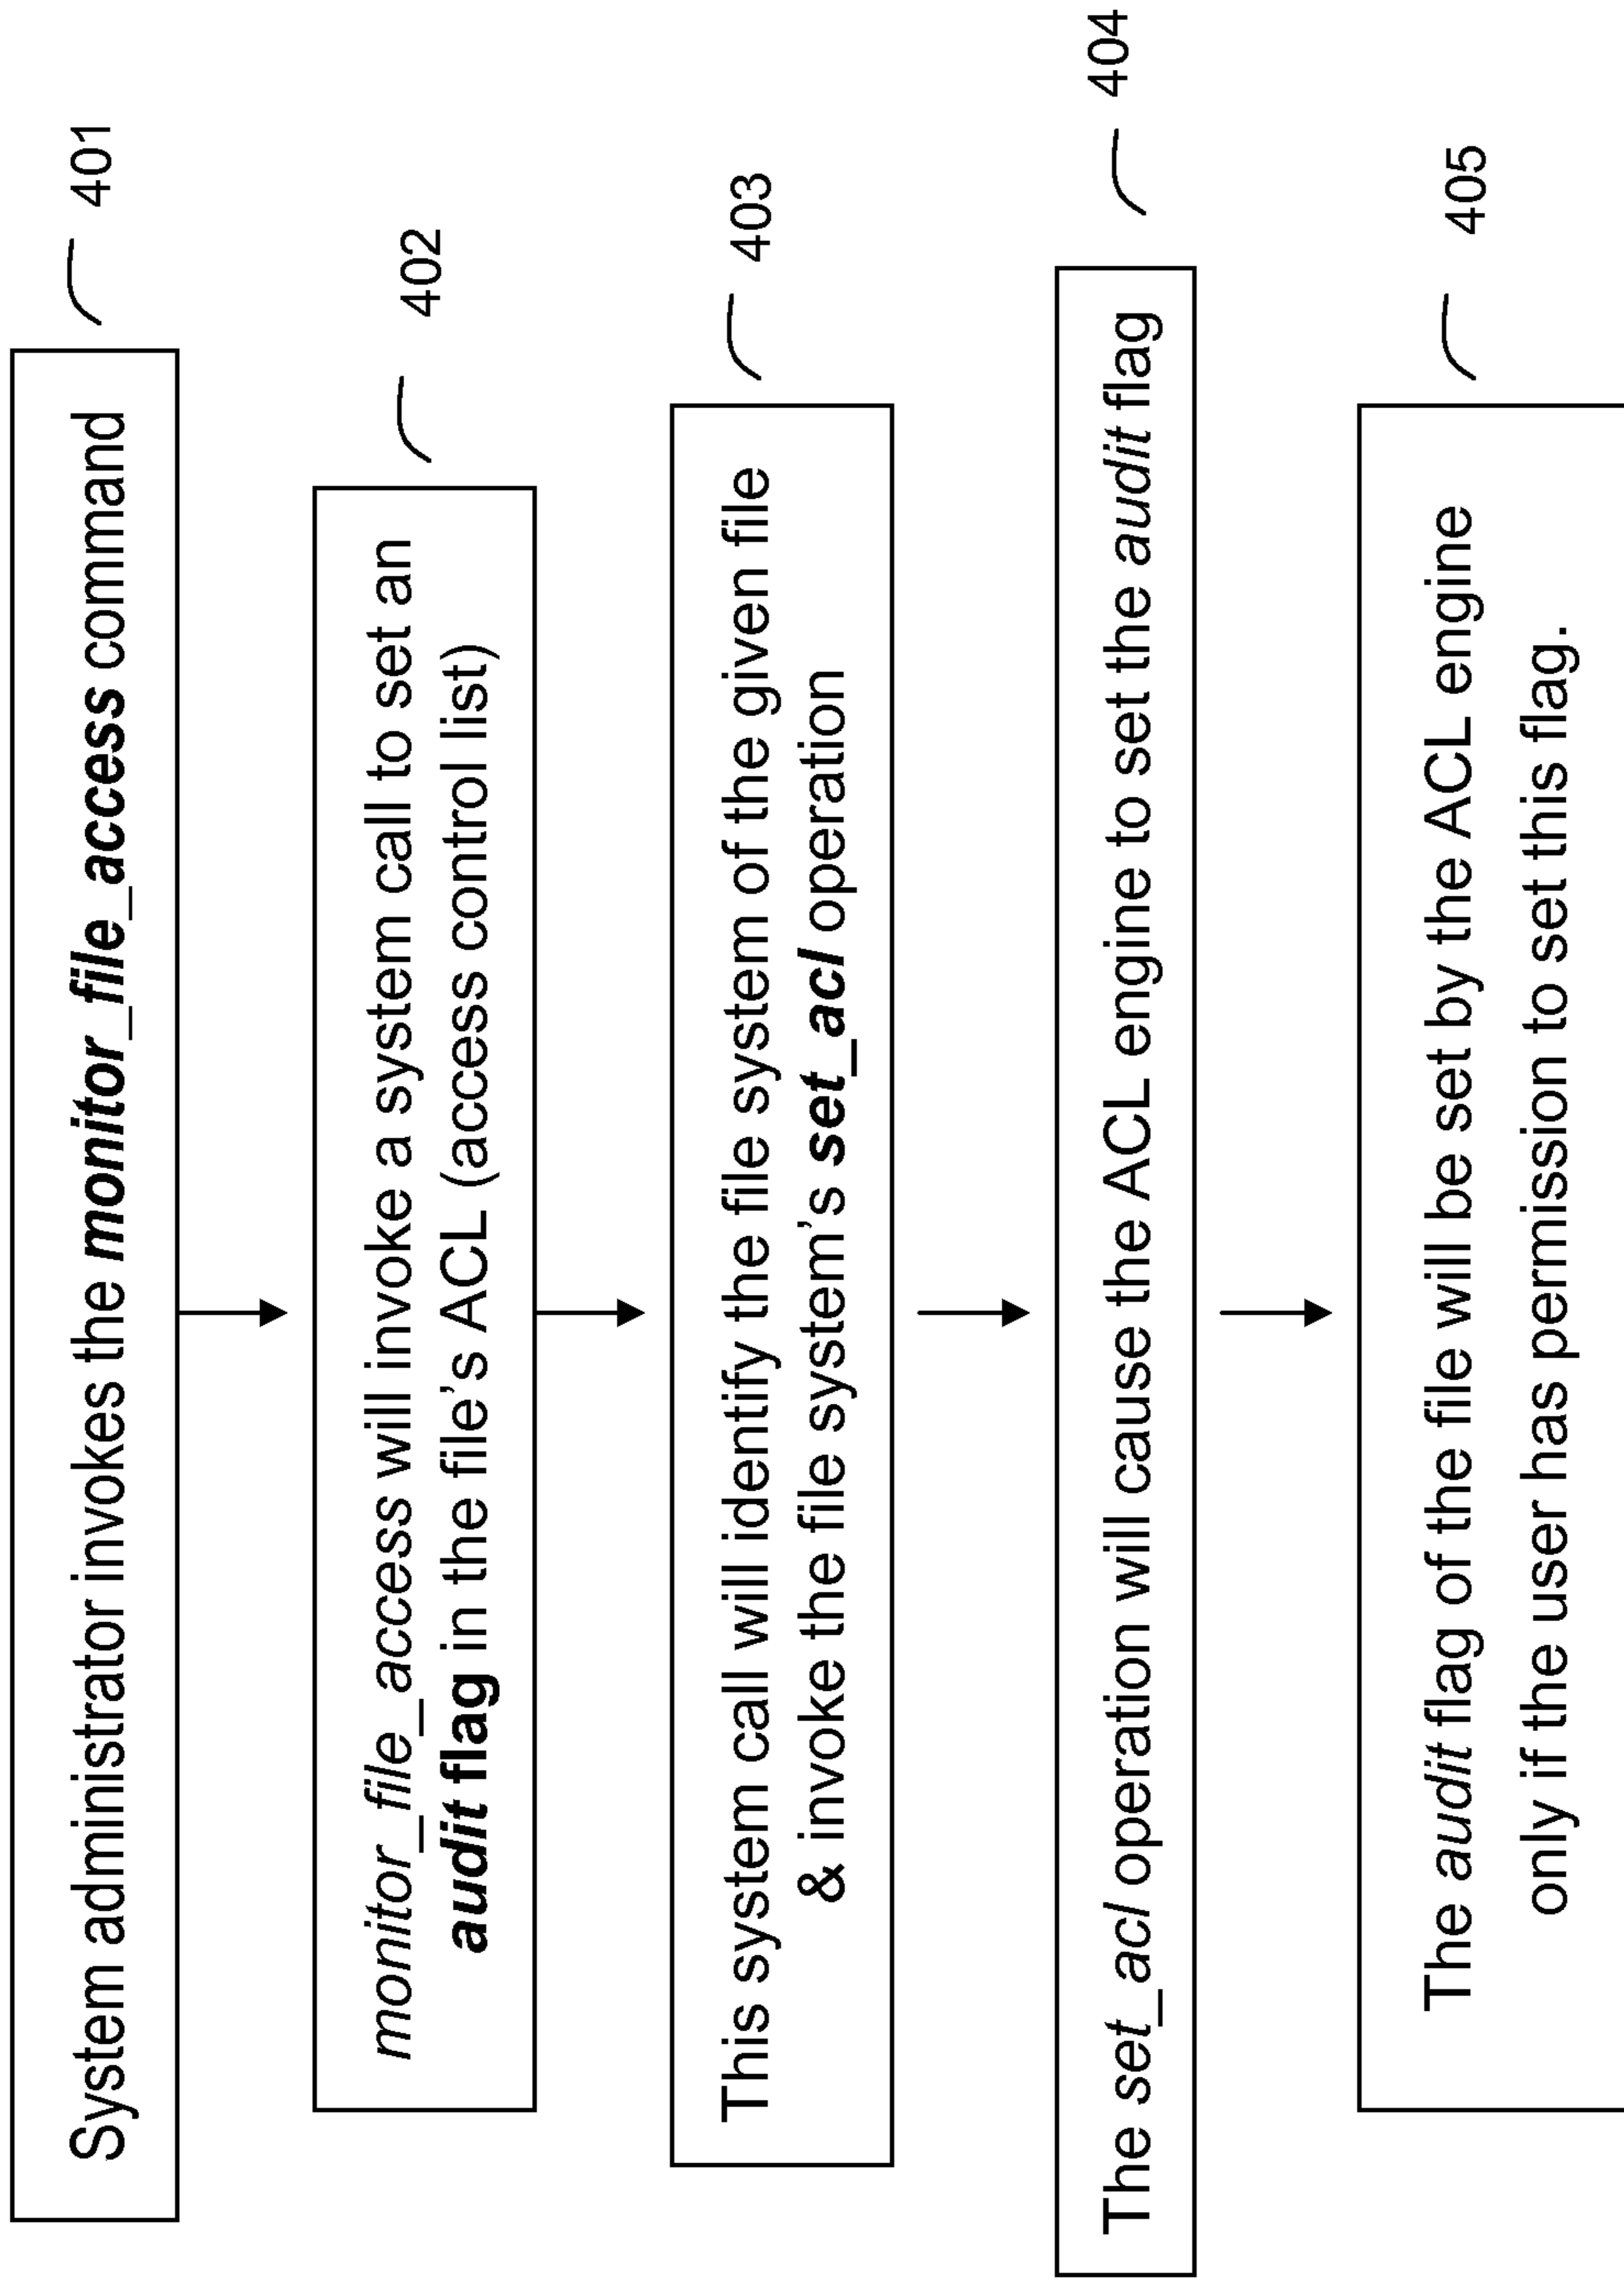 System administrator invokes the monitor_file_access command
401
monitor_file_access will invoke a system call to set an
audit flag in the file's ACL (access control list)
402
This system call will identify the file system of the given file
& invoke the file system's set_acl operation
403
The set_acl operation will cause the ACL engine to set the audit flag
404
The audit flag of the file will be set by the ACL engine
only if the user has permission to set this flag.
405